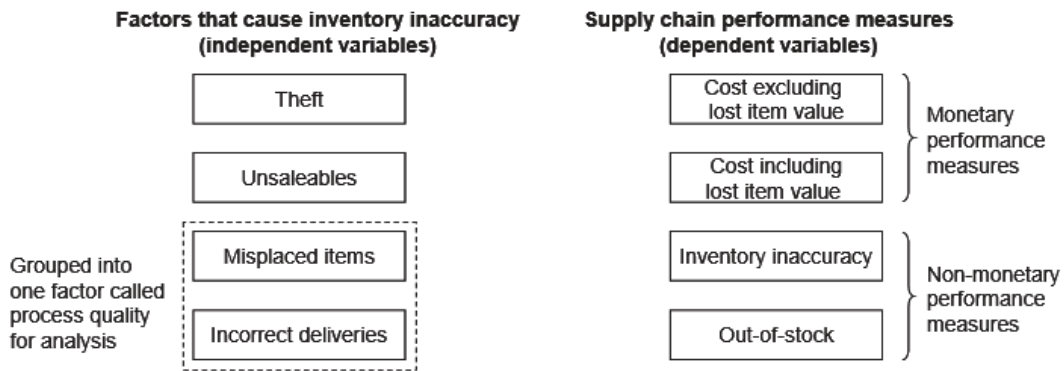 Factors that cause inventory inaccuracy
(independent variables)
Theft
Unsaleables
Misplaced items
Incorrect deliveries
Grouped into
one factor called
process quality
for analysis
Supply chain performance measures
(dependent variables)
Cost excluding
lost item value
Cost including
lost item value
Inventory inaccuracy
Out-of-stock
Monetary
performance
measures
Non-monetary
performance
measures